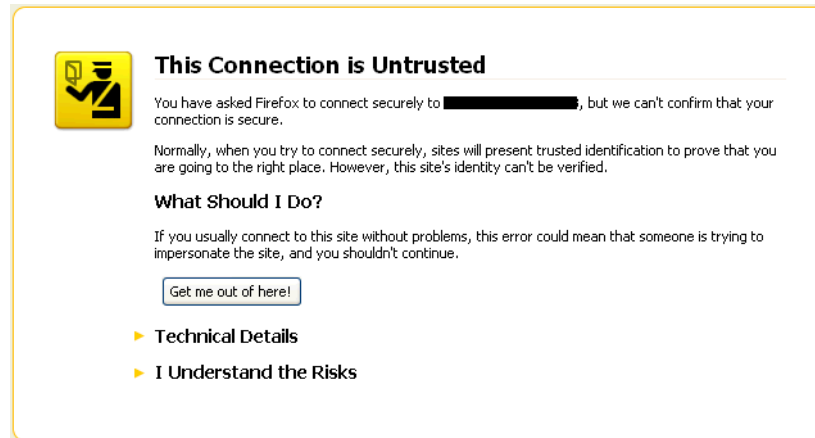 This Connection is Untrusted
You have asked Firefox to connect securely to , but we can't confirm that your
connection is secure.
Normally, when you try to connect securely, sites will present trusted identification to prove that you
are going to the right place. However, this site's identity can't be verified.
What Should I Do?
If you usually connect to this site without problems, this error could mean that someone is trying to
impersonate the site, and you shouldn't continue.
Get me out of here!
Technical Details
I Understand the Risks